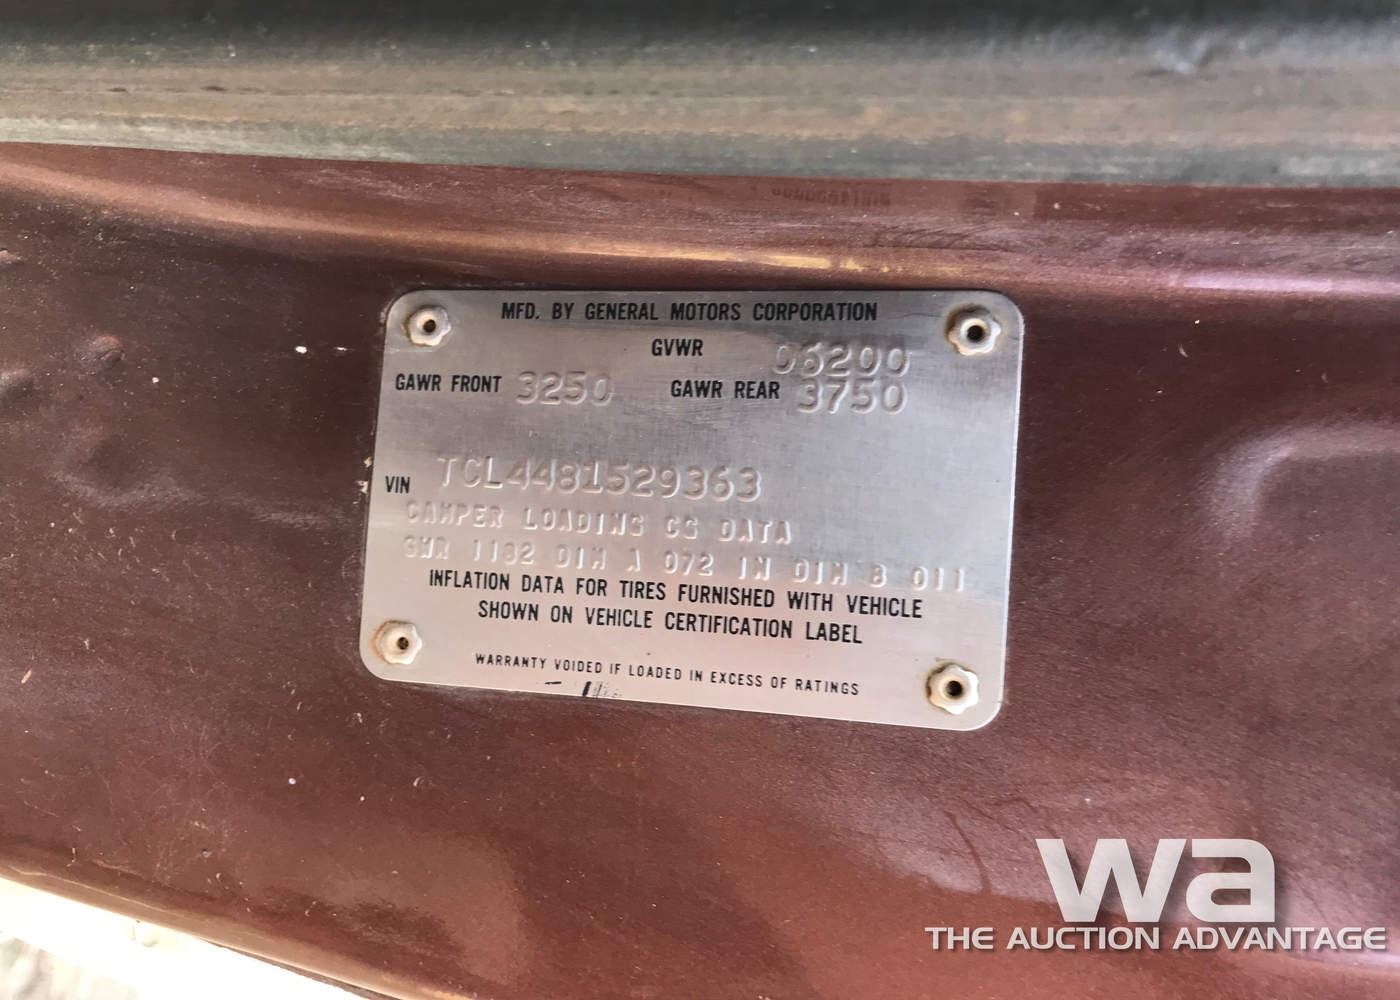 MFD. BY GENERAL MOTORS CORPORATION
GVWR 06200
GAWR FRONT 3250 GAWR REAR 3750
VIN TCL4481529363
CAMPER LOADING CG DATA
CWR 1182 DIM A 072 IN DIM B 011
INFLATION DATA FOR TIRES FURNISHED WITH VEHICLE
SHOWN ON VEHICLE CERTIFICATION LABEL
WARRANTY VOIDED IF LOADED IN EXCESS OF RATINGS
wa
THE AUCTION ADVANTAGE